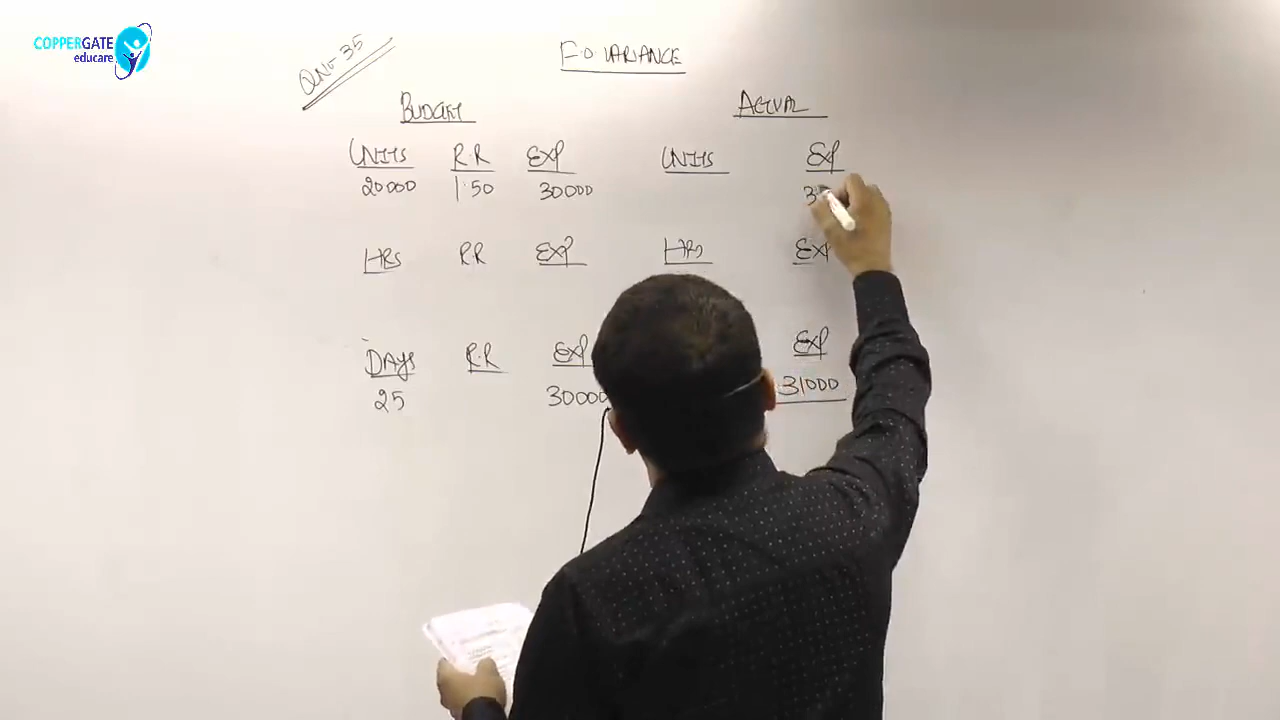 COPPERGATE
educare
QNo-35
F.O VARIANCE
BUDGET ACTUAL
UNITS R.R EXP UNITS EXP
20000 1.50 30000
HRS R.R EXP HRS EXP
DAYS R.R EXP EXP
25 30000 31000